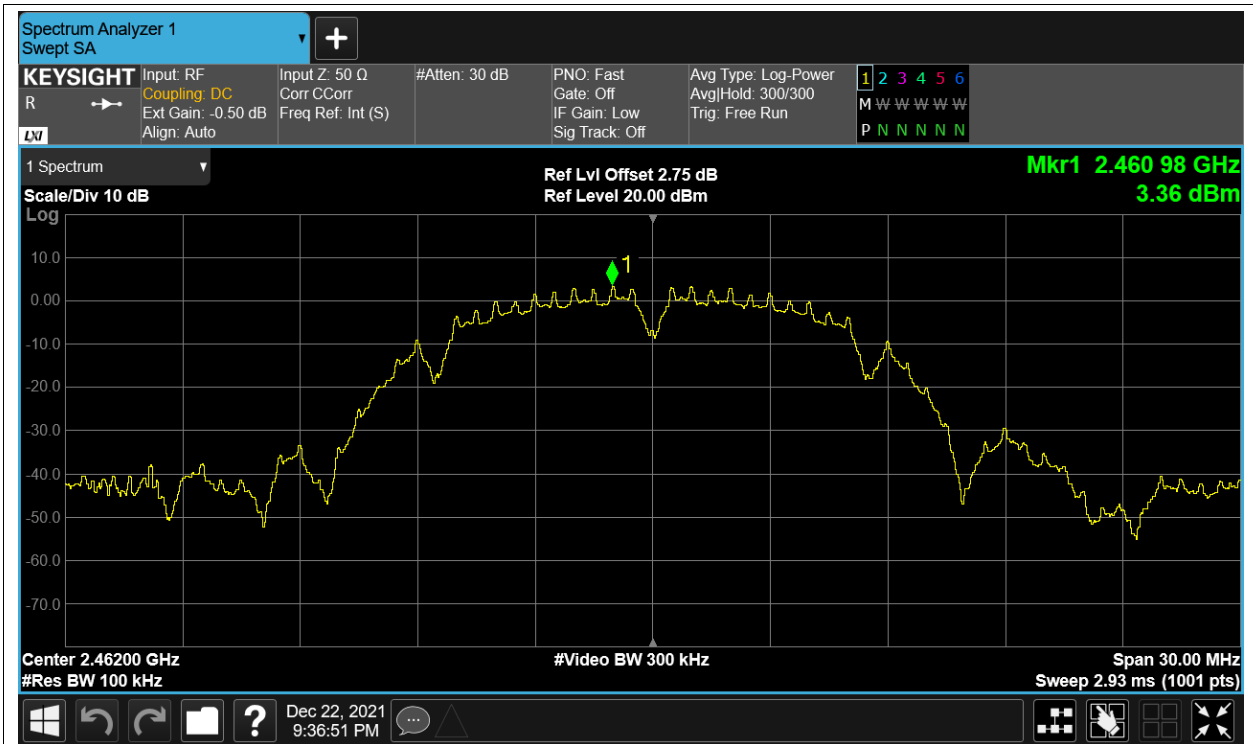 Spectrum Analyzer 1
Swept SA
KEYSIGHT
R
LXI
Input: RF
Coupling: DC
Ext Gain: -0.50 dB
Align: Auto
Input Z: 50 Ω
Corr CCorr
Freq Ref: Int (S)
#Atten: 30 dB
PNO: Fast
Gate: Off
IF Gain: Low
Sig Track: Off
Avg Type: Log-Power
Avg|Hold: 300/300
Trig: Free Run
1 2 3 4 5 6
M W W W W W
P N N N N N
1 Spectrum
Scale/Div 10 dB
Log
Ref Lvl Offset 2.75 dB
Ref Level 20.00 dBm
Mkr1 2.460 98 GHz
3.36 dBm
1
10.0
0.00
-10.0
-20.0
-30.0
-40.0
-50.0
-60.0
-70.0
Center 2.46200 GHz
#Res BW 100 kHz
#Video BW 300 kHz
Span 30.00 MHz
Sweep 2.93 ms (1001 pts)
?
Dec 22, 2021
9:36:51 PM